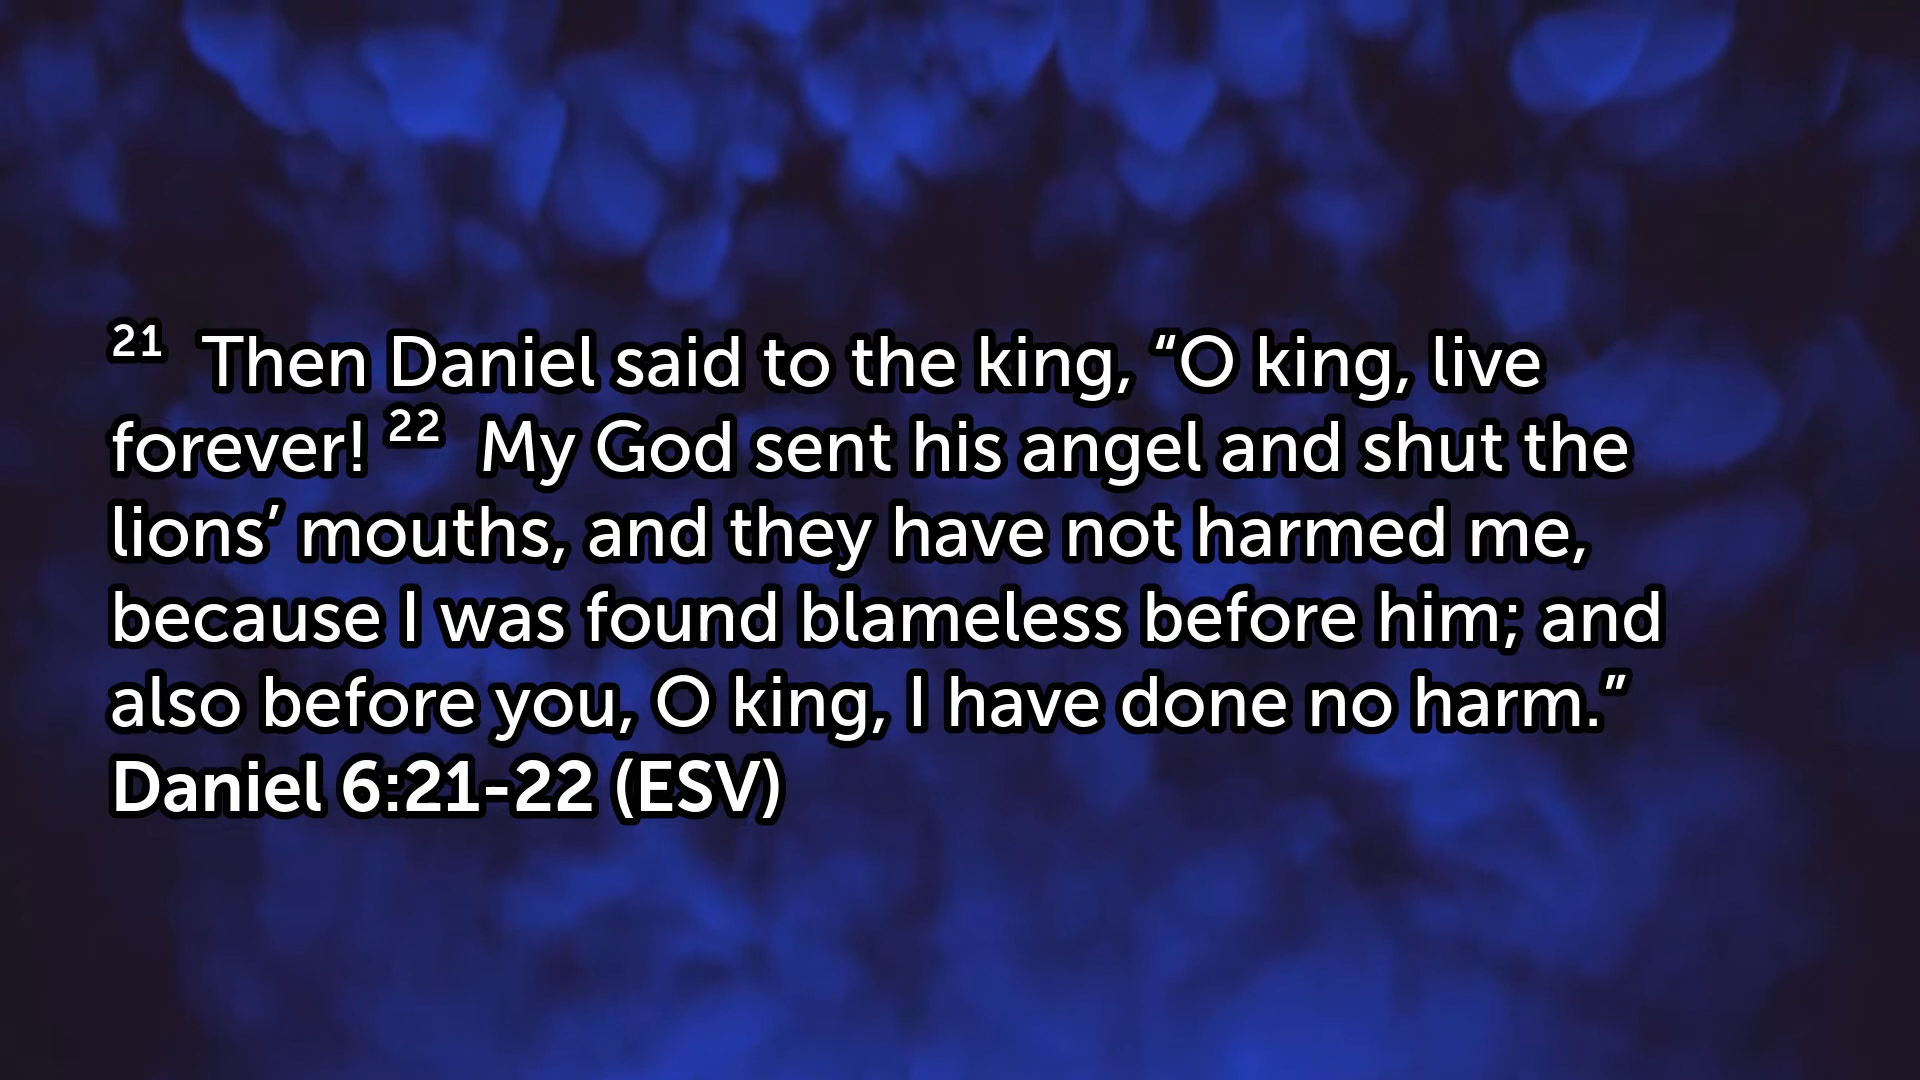 21 Then Daniel said to the king, “O king, live
forever! 22 My God sent his angel and shut the
lions’ mouths, and they have not harmed me,
because I was found blameless before him; and
also before you, O king, I have done no harm.”
Daniel 6:21-22 (ESV)